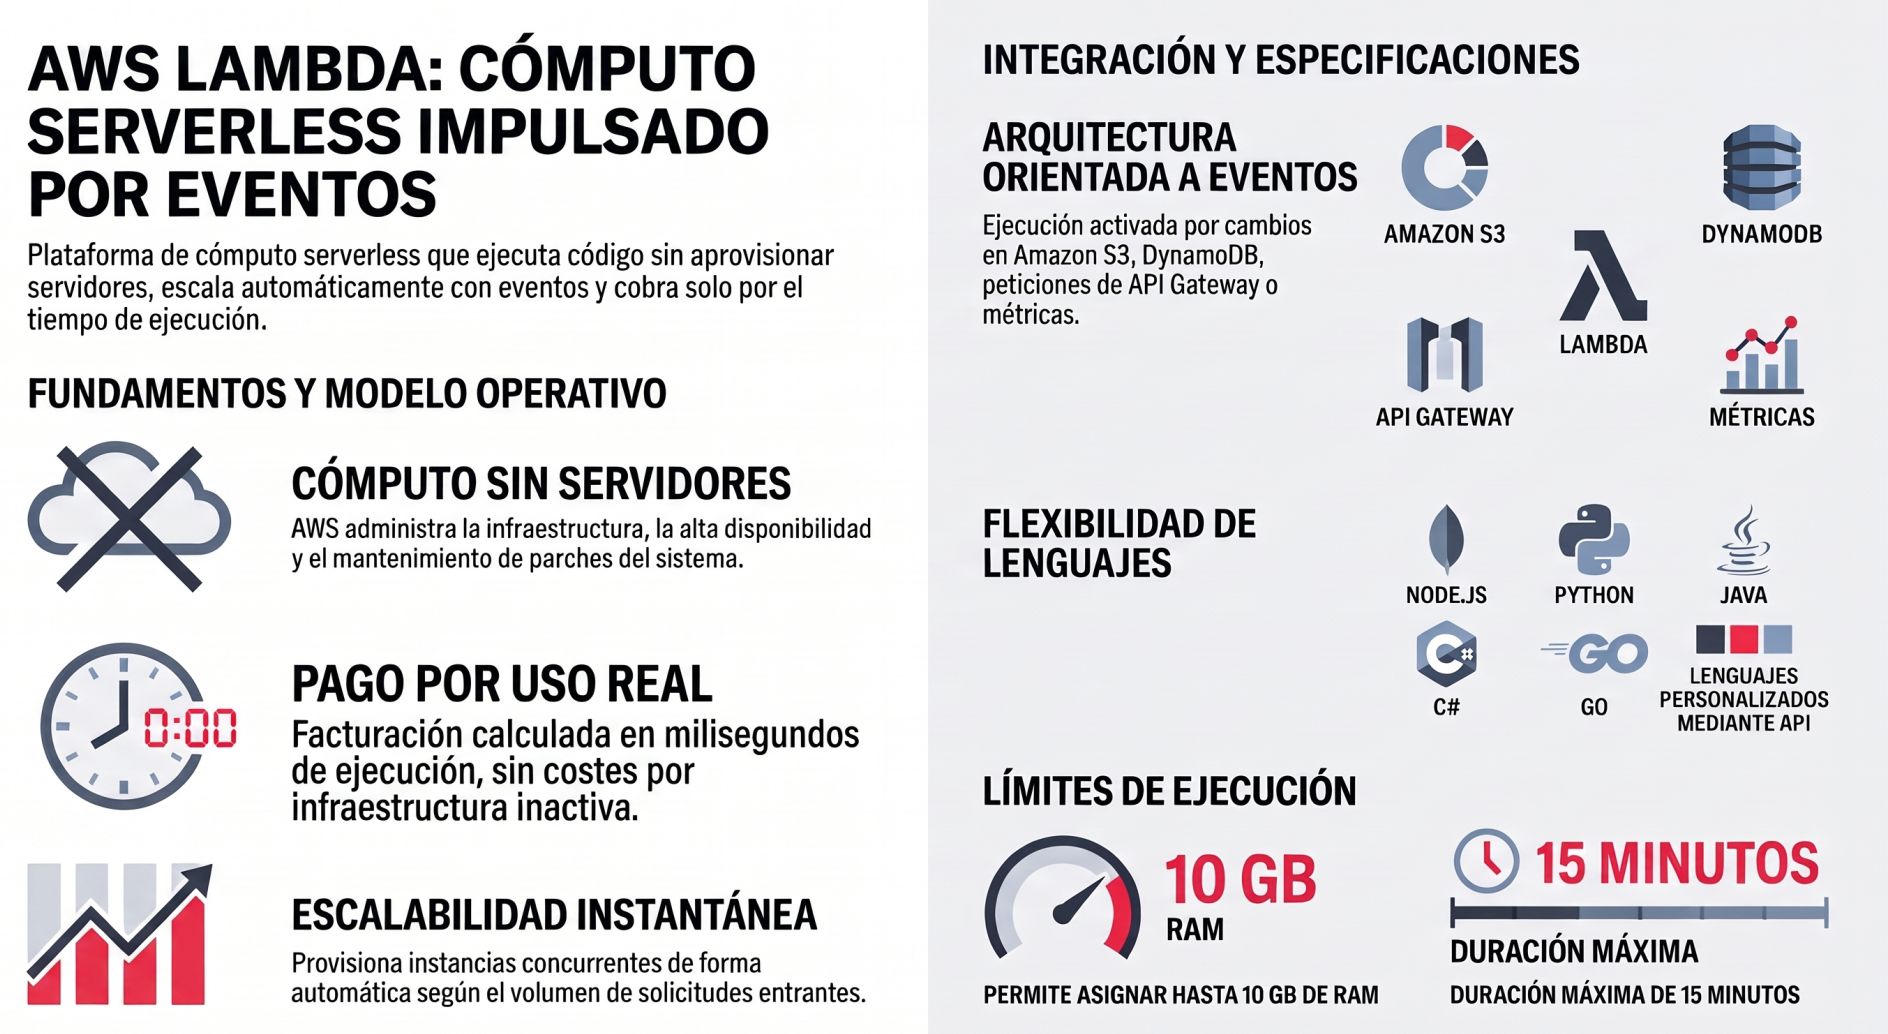 AWS LAMBDA: CÓMPUTO
SERVERLESS IMPULSADO
POR EVENTOS
Plataforma de cómputo serverless que ejecuta código sin aprovisionar
servidores, escala automáticamente con eventos y cobra solo por el
tiempo de ejecución.
FUNDAMENTOS Y MODELO OPERATIVO
CÓMPUTO SIN SERVIDORES
AWS administra la infraestructura, la alta disponibilidad
y el mantenimiento de parches del sistema.
0:00
PAGO POR USO REAL
Facturación calculada en milisegundos
de ejecución, sin costes por
infraestructura inactiva.
ESCALABILIDAD INSTANTÁNEA
Provisiona instancias concurrentes de forma
automática según el volumen de solicitudes entrantes.
INTEGRACIÓN Y ESPECIFICACIONES
ARQUITECTURA
ORIENTADA A EVENTOS
Ejecución activada por cambios
en Amazon S3, DynamoDB,
peticiones de API Gateway o
métricas.
AMAZON S3
DYNAMODB
LAMBDA
API GATEWAY
MÉTRICAS
FLEXIBILIDAD DE
LENGUAJES
NODE.JS
PYTHON
JAVA
C#
C#
GO
GO
LENGUAJES
PERSONALIZADOS
MEDIANTE API
LÍMITES DE EJECUCIÓN
10 GB
RAM
PERMITE ASIGNAR HASTA 10 GB DE RAM
15 MINUTOS
DURACIÓN MÁXIMA
DURACIÓN MÁXIMA DE 15 MINUTOS